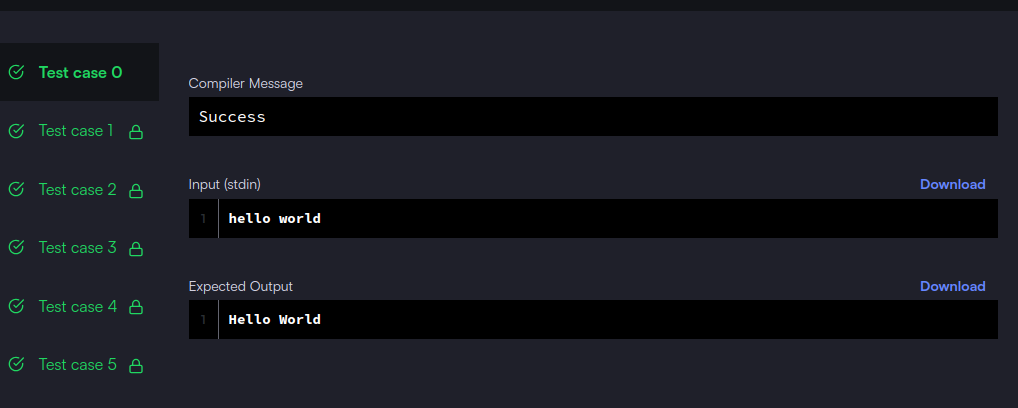 Test case 0
Test case 1
Test case 2
Test case 3
Test case 4
Test case 5
Compiler Message
Success
Input (stdin)
Download
1 hello world
Expected Output
Download
1 Hello World